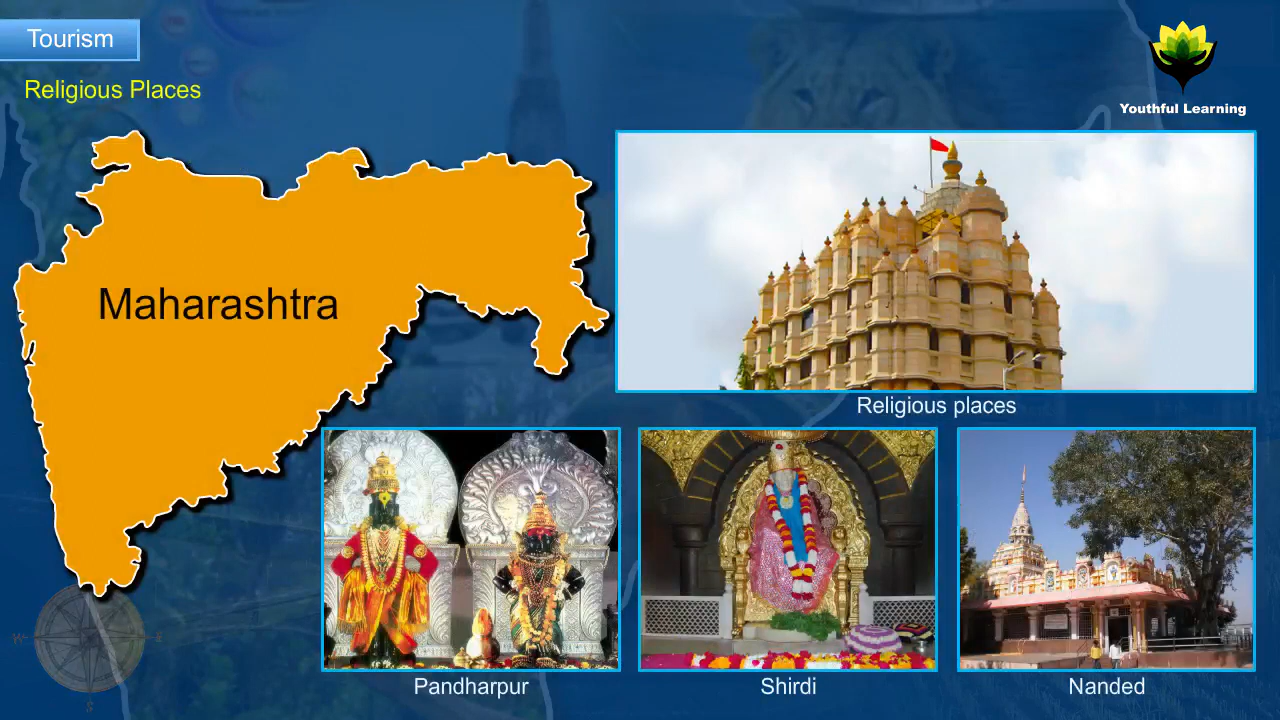 Tourism
Religious Places
Youthful Learning
Maharashtra
Religious places
Pandharpur
Shirdi
Nanded
S